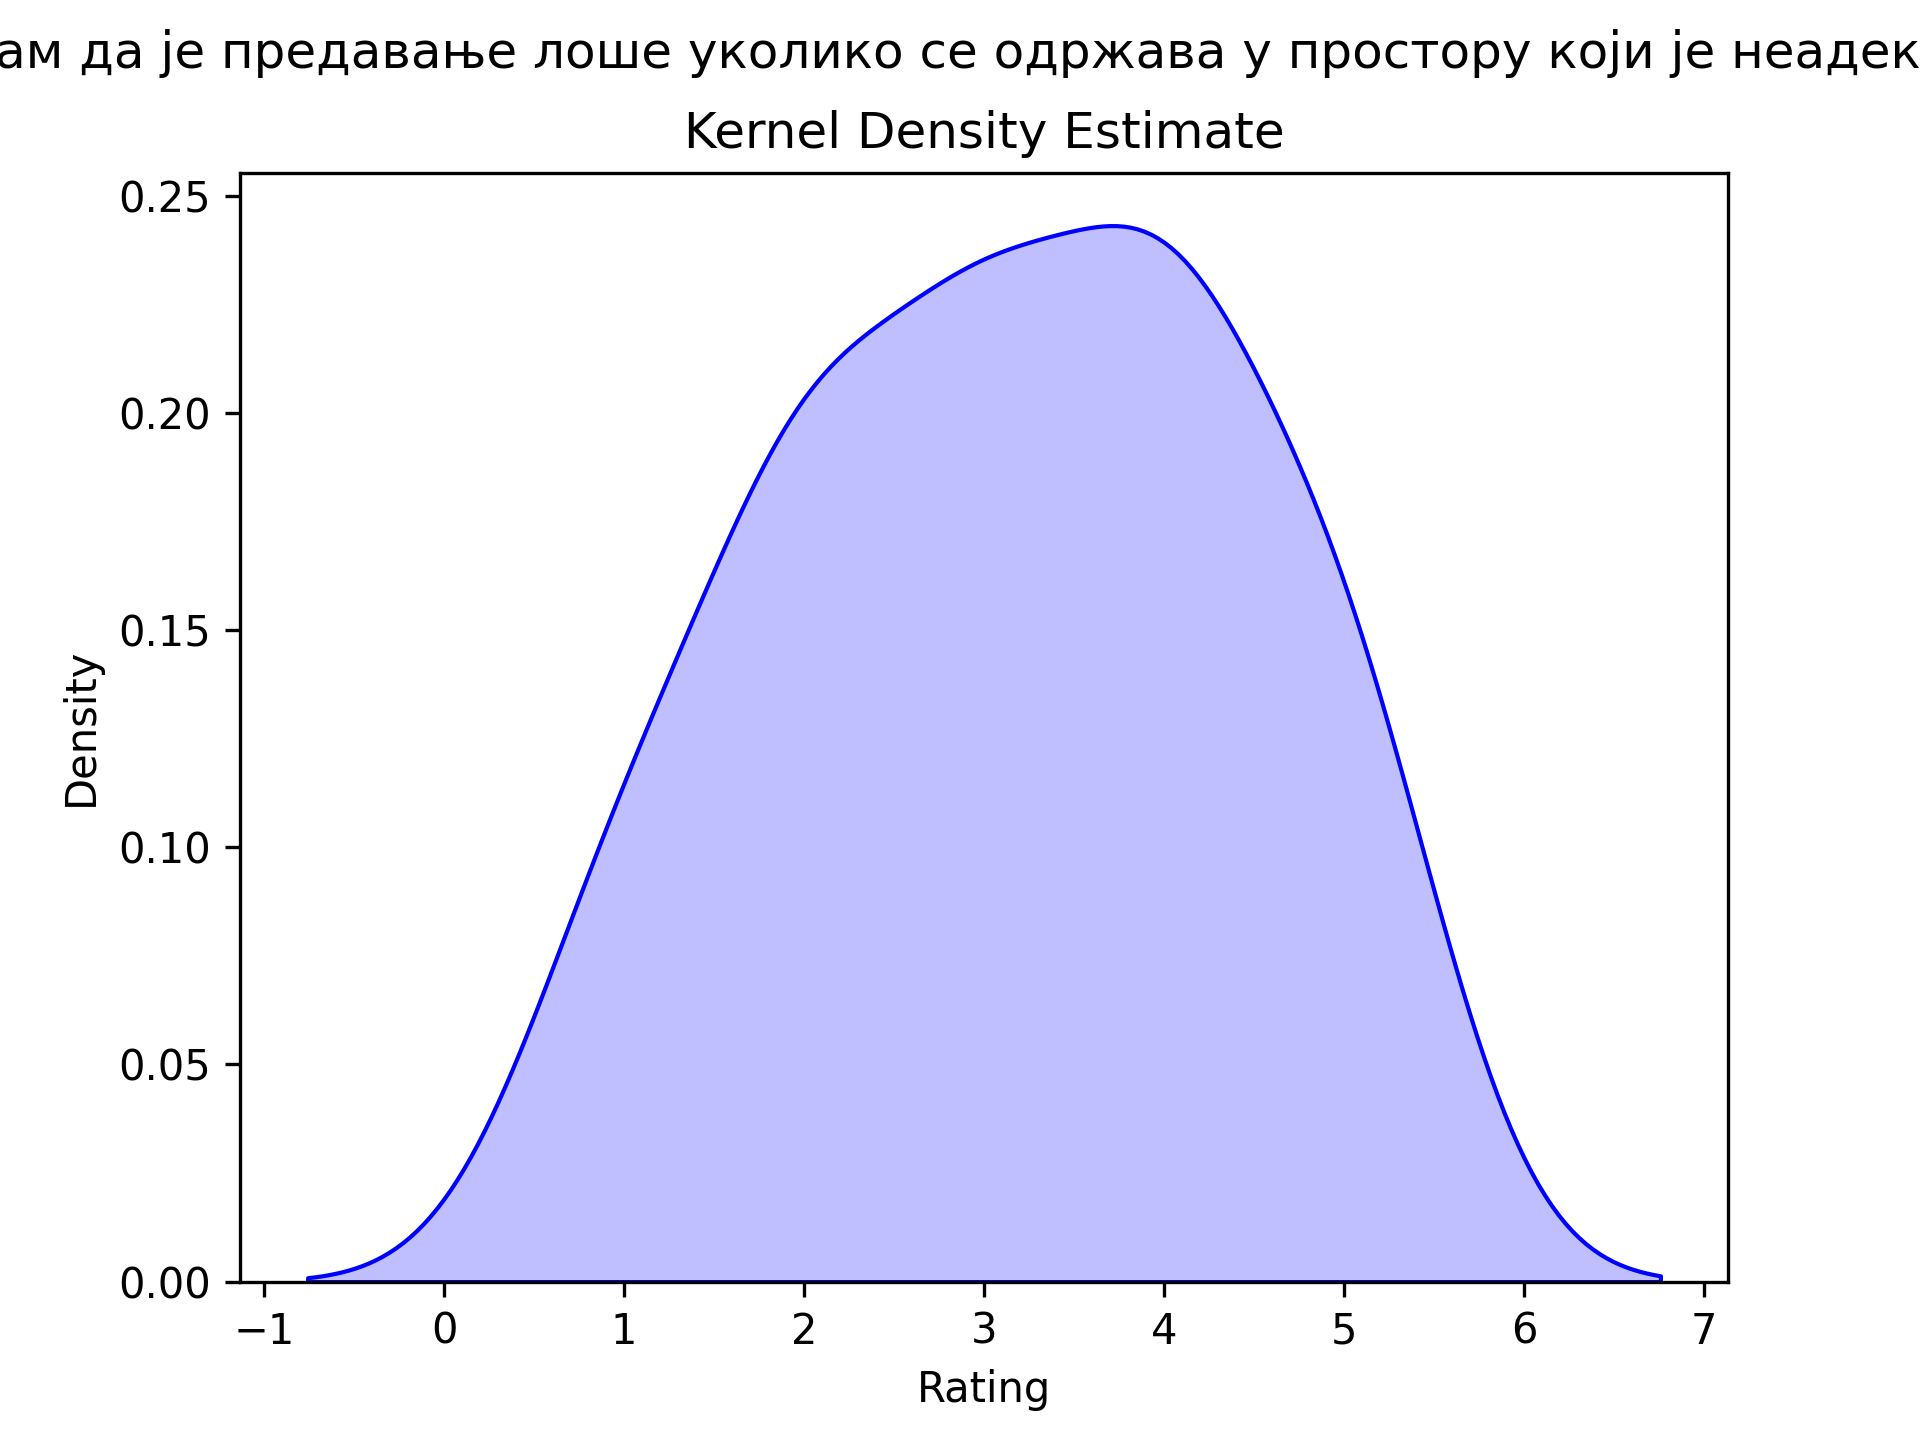 ам да је предавање лоше уколико се одржава у простору који је неадек
Kernel Density Estimate
0.25
0.20
0.15
0.10
0.05
0.00
Density
−1 0 1 2 3 4 5 6 7
Rating